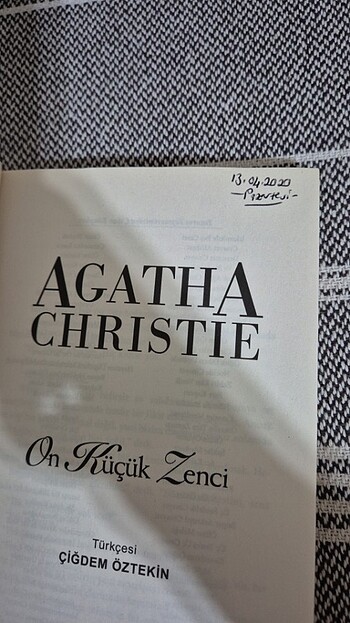 13.04.2020
-Pazartesi-
AGATHA
CHRISTIE
On Küçük Zenci
Türkçesi
ÇİĞDEM ÖZTEKİN